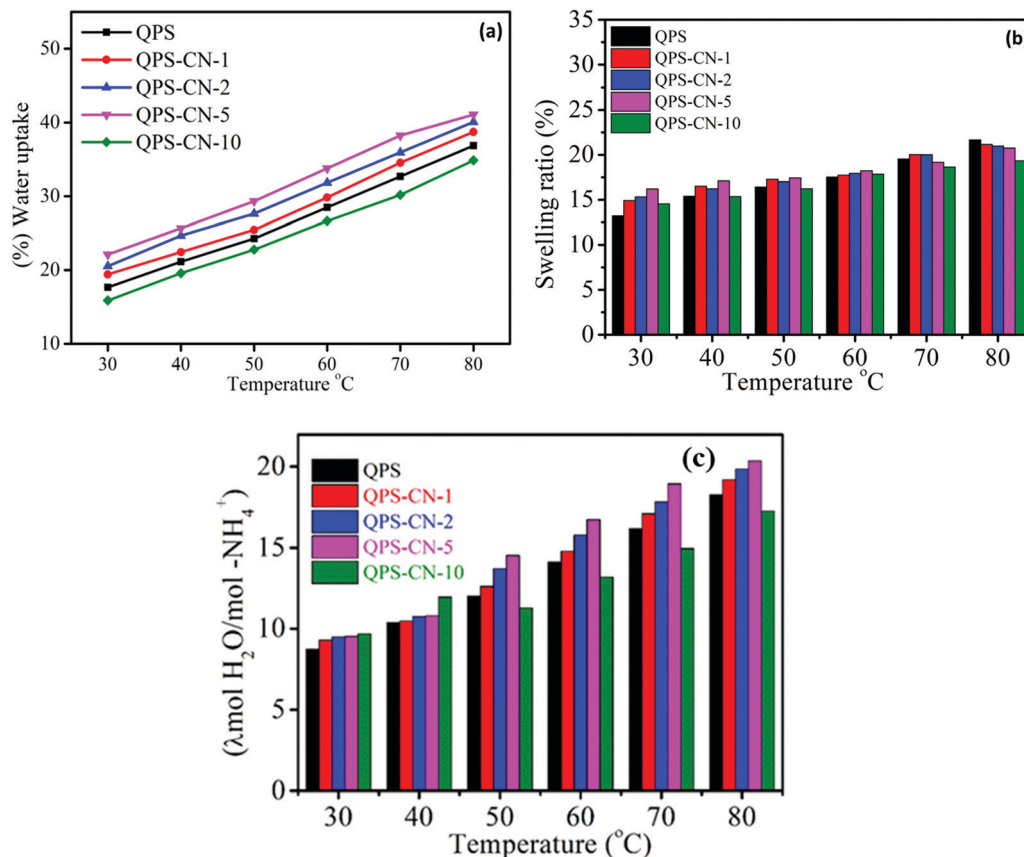 (a)
QPS
QPS-CN-1
QPS-CN-2
QPS-CN-5
QPS-CN-10
(%) Water uptake
50
40
30
20
10
30 40 50 60 70 80
Temperature °C
(b
QPS
QPS-CN-1
QPS-CN-2
QPS-CN-5
QPS-CN-10
Swelling ratio (%)
35
30
25
20
15
10
5
0
30 40 50 60 70 80
Temperature °C
(c)
QPS
QPS-CN-1
QPS-CN-2
QPS-CN-5
QPS-CN-10
(λmol H₂O/mol -NH₄⁺)
20
15
10
5
0
30 40 50 60 70 80
Temperature (°C)